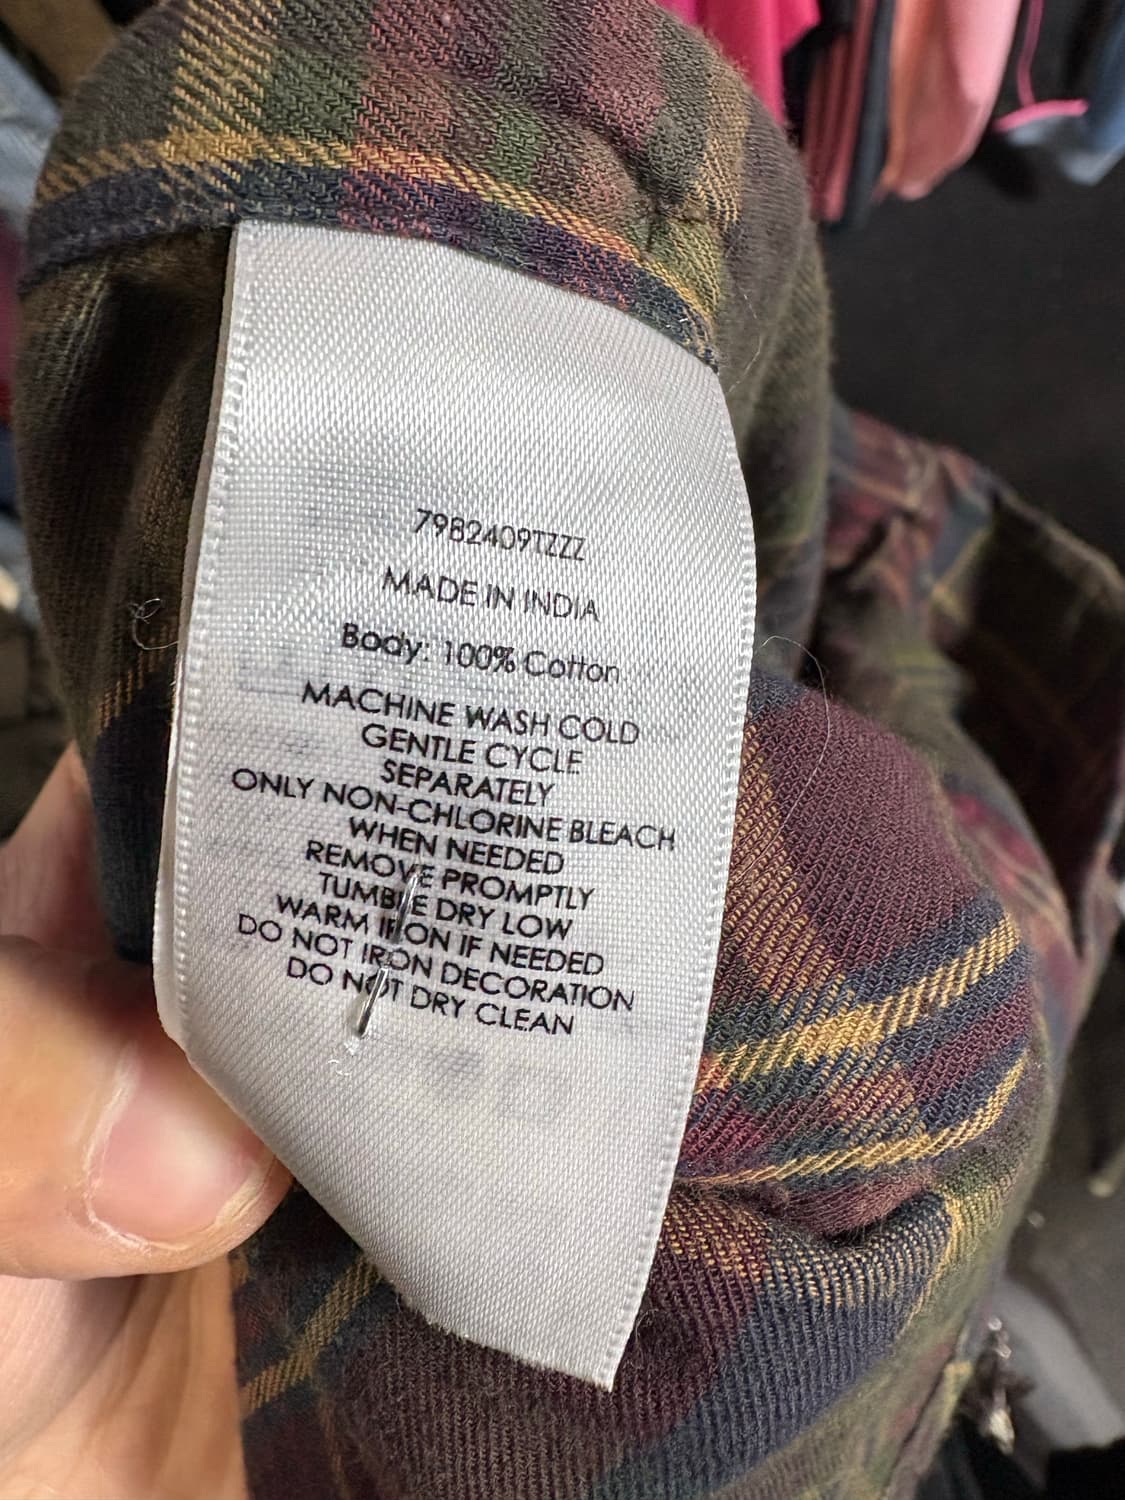 7982409TZZZ
MADE IN INDIA
Body: 100% Cotton
MACHINE WASH COLD
GENTLE CYCLE
SEPARATELY
ONLY NON-CHLORINE BLEACH
WHEN NEEDED
REMOVE PROMPTLY
TUMBLE DRY LOW
WARM IRON IF NEEDED
DO NOT IRON DECORATION
DO NOT DRY CLEAN